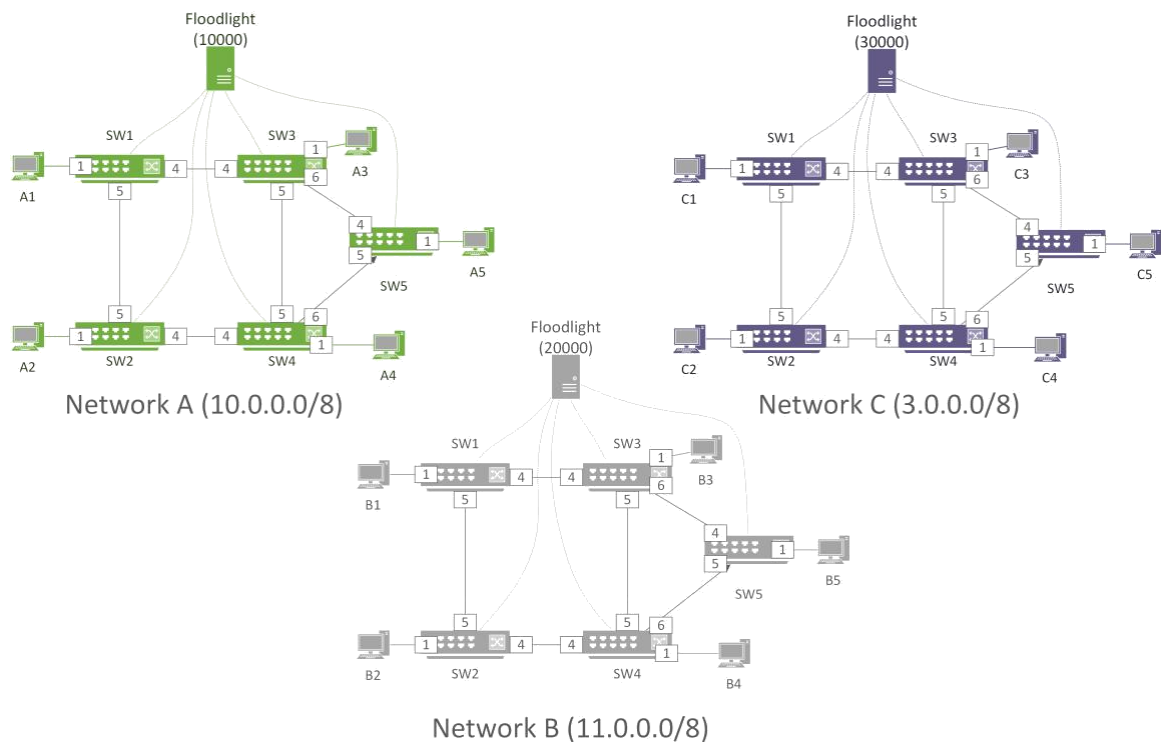 Floodlight
(10000)
SW1
SW3
1
A3
1
4
4
6
A1
5
5
4
1
5
A5
SW5
5
5
6
1
4
4
1
A2
SW2
SW4
A4
Network A (10.0.0.0/8)
Floodlight
(30000)
SW1
SW3
1
C3
1
4
4
6
C1
5
5
4
1
5
C5
SW5
5
5
6
1
4
4
1
C2
SW2
SW4
C4
Network C (3.0.0.0/8)
Floodlight
(20000)
SW1
SW3
1
B3
1
4
4
6
B1
5
5
4
1
5
B5
SW5
5
5
6
1
4
4
1
B2
SW2
SW4
B4
Network B (11.0.0.0/8)